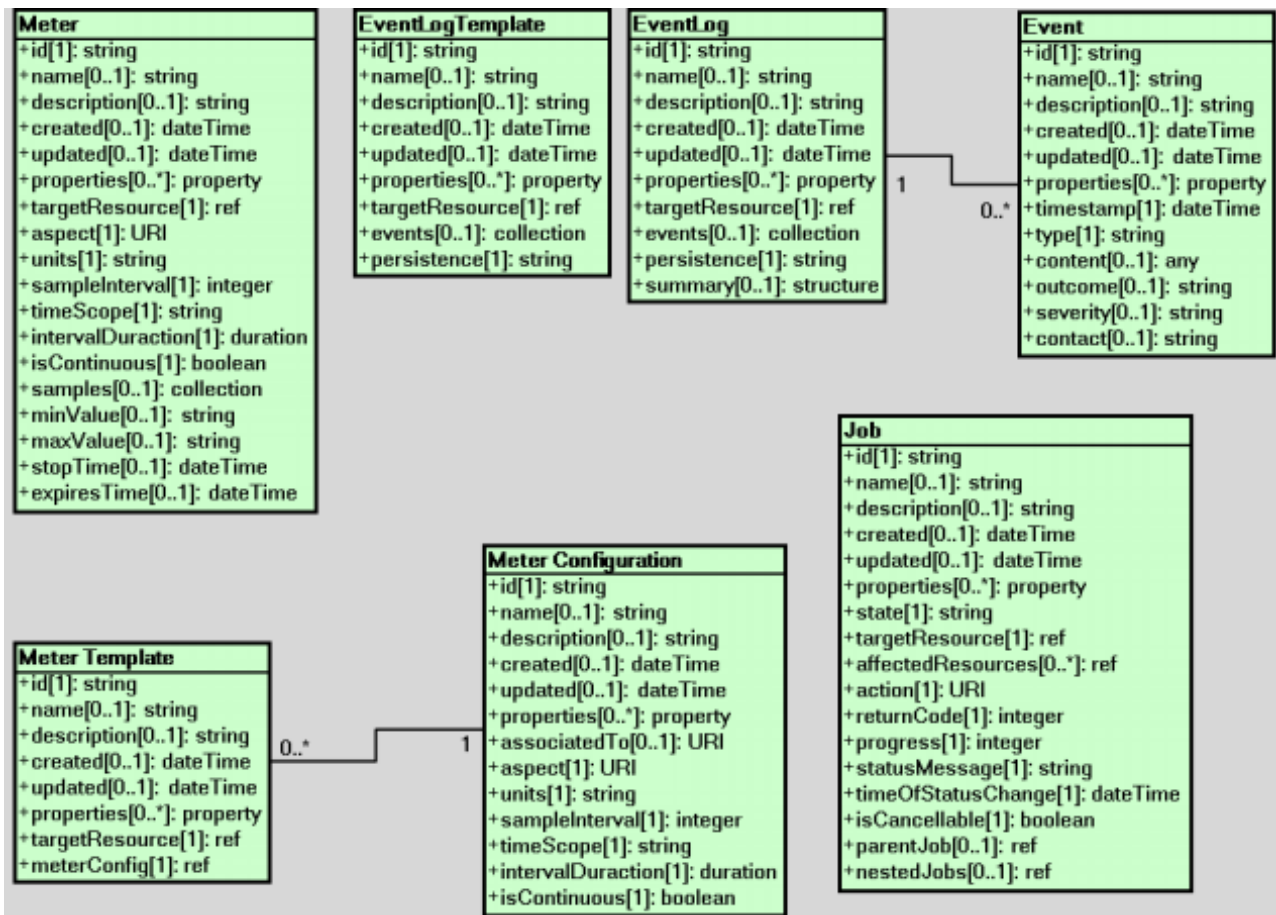 Meter
+id[1]: string
+name[0..1]: string
+description[0..1]: string
+created[0..1]: dateTime
+updated[0..1]: dateTime
+properties[0..*]: property
+targetResource[1]: ref
+aspect[1]: URI
+units[1]: string
+sampleInterval[1]: integer
+timeScope[1]: string
+intervalDuraction[1]: duration
+isContinuous[1]: boolean
+samples[0..1]: collection
+minValue[0..1]: string
+maxValue[0..1]: string
+stopTime[0..1]: dateTime
+expiresTime[0..1]: dateTime
EventLogTemplate
+id[1]: string
+name[0..1]: string
+description[0..1]: string
+created[0..1]: dateTime
+updated[0..1]: dateTime
+properties[0..*]: property
+targetResource[1]: ref
+events[0..1]: collection
+persistence[1]: string
EventLog
+id[1]: string
+name[0..1]: string
+description[0..1]: string
+created[0..1]: dateTime
+updated[0..1]: dateTime
+properties[0..*]: property
+targetResource[1]: ref
+events[0..1]: collection
+persistence[1]: string
+summary[0..1]: structure
1
0..*
Event
+id[1]: string
+name[0..1]: string
+description[0..1]: string
+created[0..1]: dateTime
+updated[0..1]: dateTime
+properties[0..*]: property
+timestamp[1]: dateTime
+type[1]: string
+content[0..1]: any
+outcome[0..1]: string
+severity[0..1]: string
+contact[0..1]: string
Meter Template
+id[1]: string
+name[0..1]: string
+description[0..1]: string
+created[0..1]: dateTime
+updated[0..1]: dateTime
+properties[0..*]: property
+targetResource[1]: ref
+meterConfig[1]: ref
0..*
1
Meter Configuration
+id[1]: string
+name[0..1]: string
+description[0..1]: string
+created[0..1]: dateTime
+updated[0..1]: dateTime
+properties[0..*]: property
+associatedTo[0..1]: URI
+aspect[1]: URI
+units[1]: string
+sampleInterval[1]: integer
+timeScope[1]: string
+intervalDuraction[1]: duration
+isContinuous[1]: boolean
Job
+id[1]: string
+name[0..1]: string
+description[0..1]: string
+created[0..1]: dateTime
+updated[0..1]: dateTime
+properties[0..*]: property
+state[1]: string
+targetResource[1]: ref
+affectedResources[0..*]: ref
+action[1]: URI
+returnCode[1]: integer
+progress[1]: integer
+statusMessage[1]: string
+timeOfStatusChange[1]: dateTime
+isCancellable[1]: boolean
+parentJob[0..1]: ref
+nestedJobs[0..1]: ref